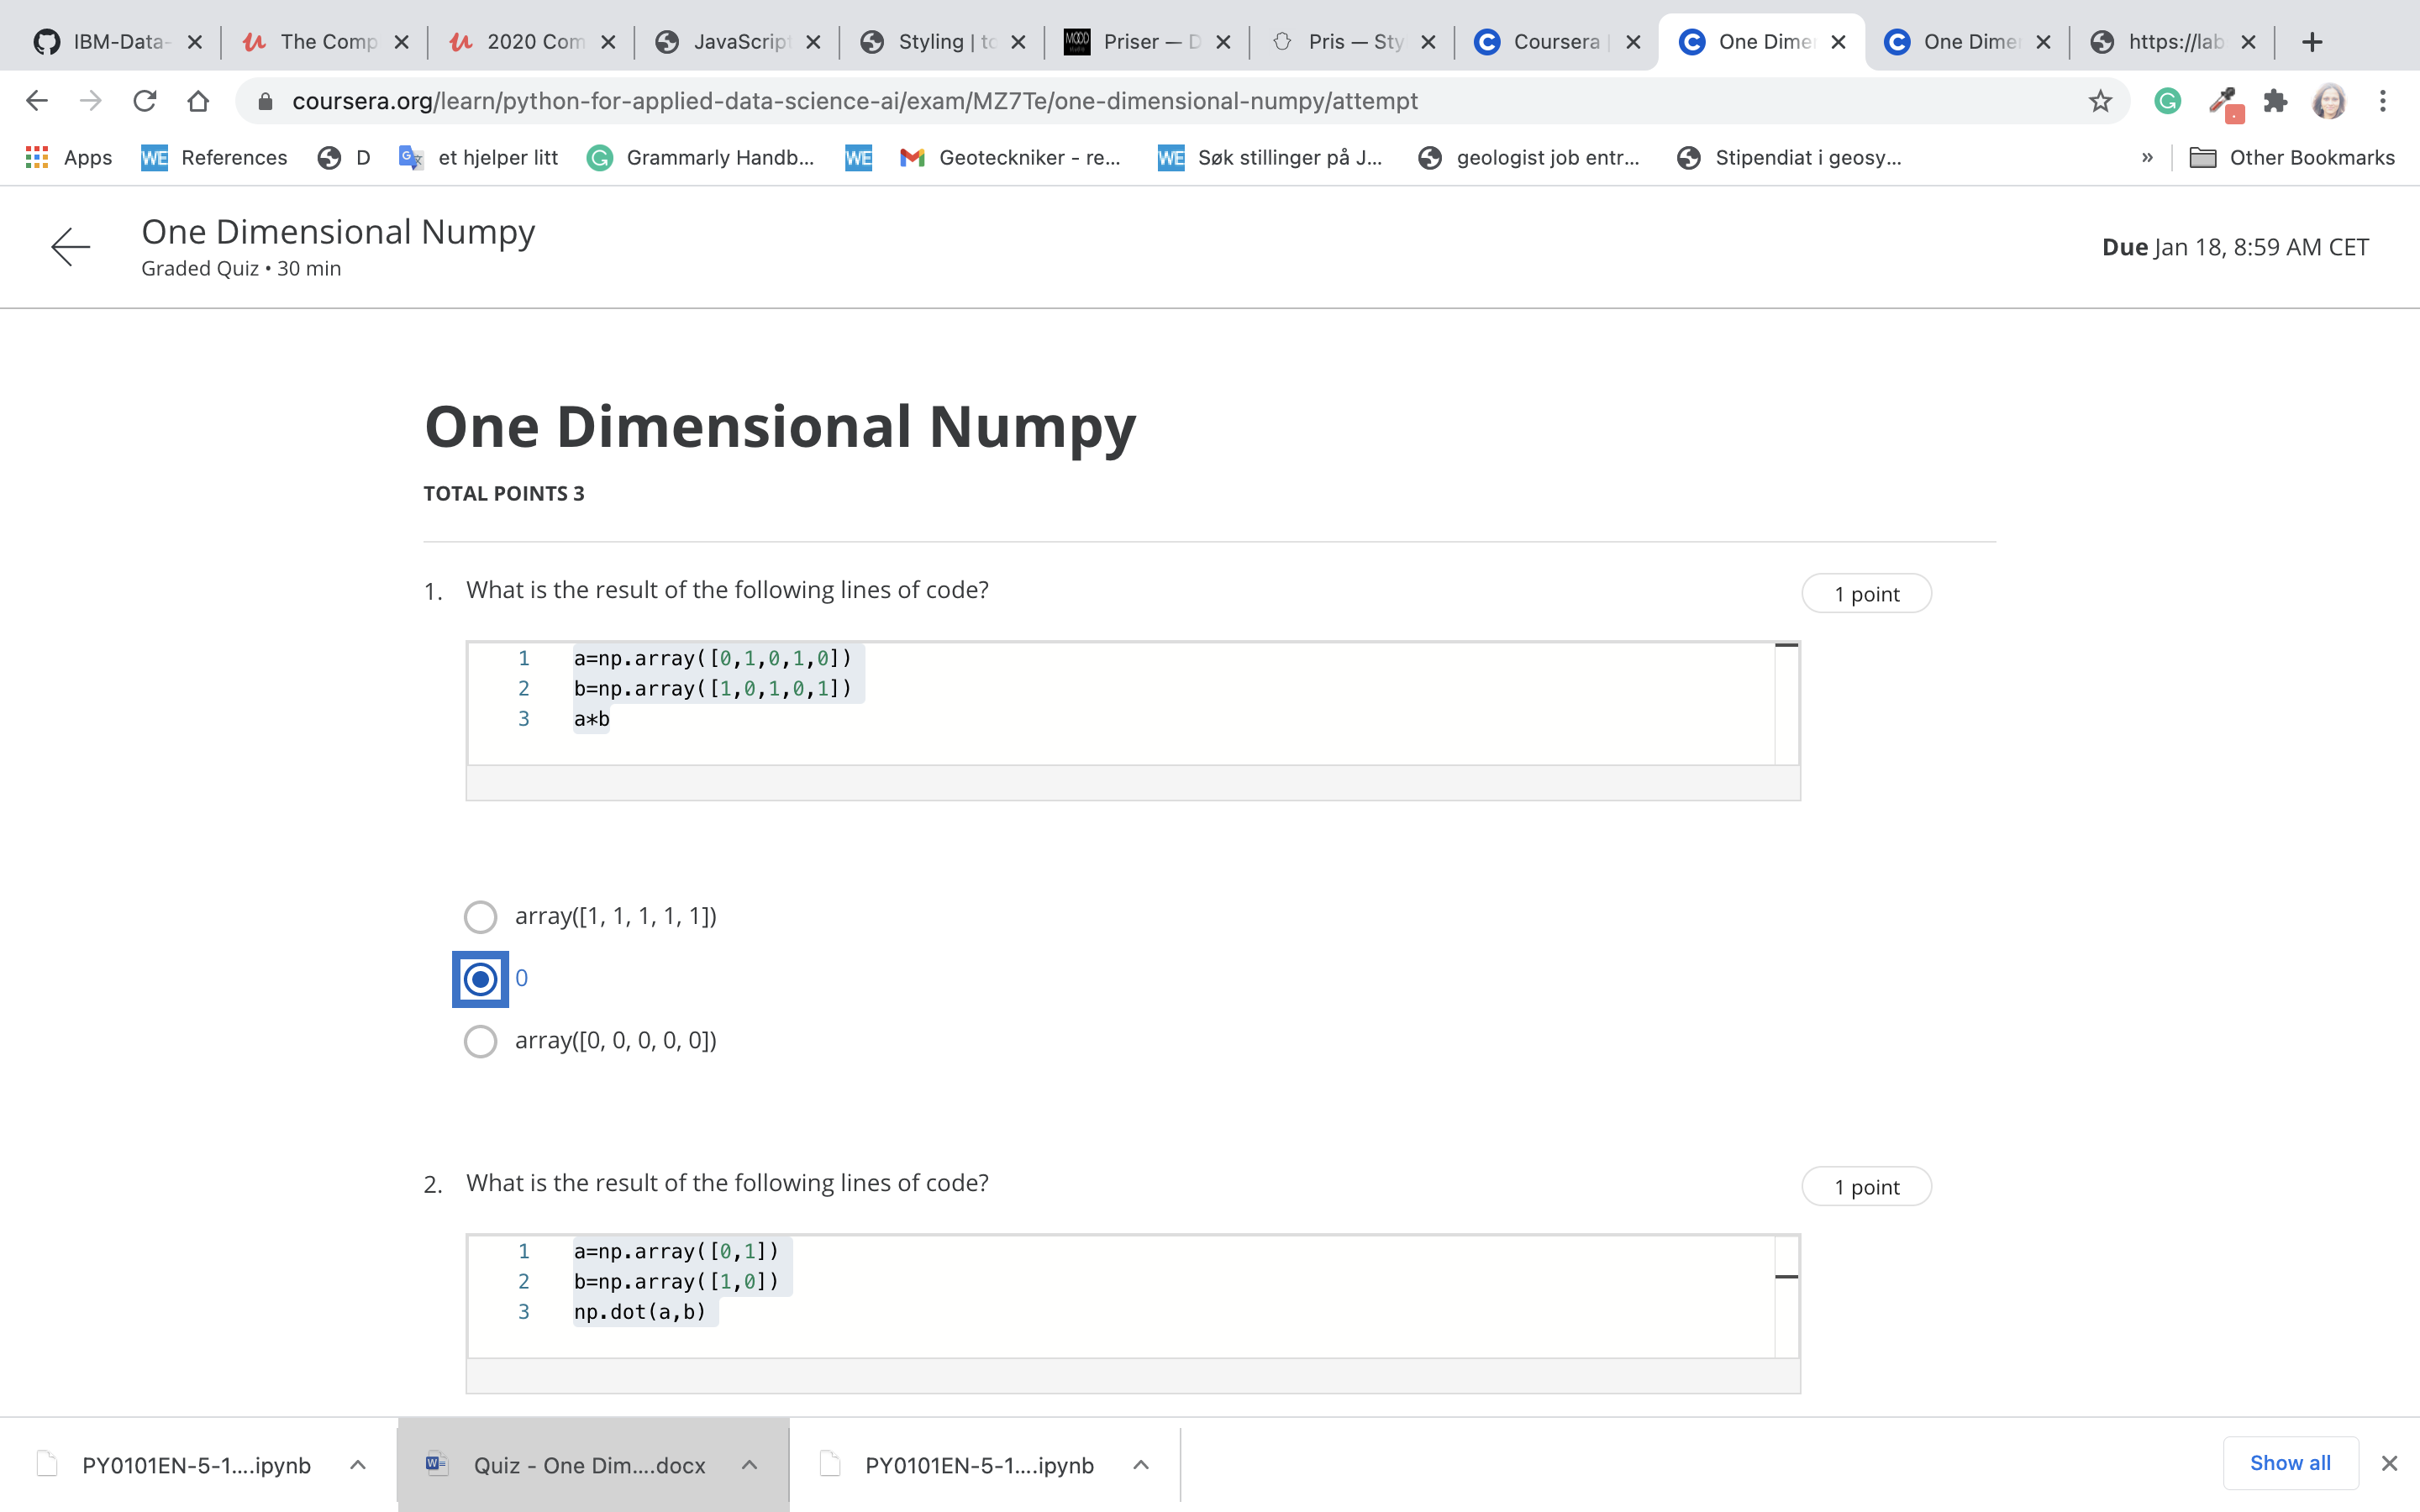 IBM-Data- The Comp 2020 Com JavaScript Styling | to Priser — D Pris — Sty Coursera | One Dimen One Dimen https://lab
coursera.org/learn/python-for-applied-data-science-ai/exam/MZ7Te/one-dimensional-numpy/attempt
Apps WE References D et hjelper litt Grammarly Handb... WE Geoteckniker - re... WE Søk stillinger på J... geologist job entr... Stipendiat i geosy... » Other Bookmarks
One Dimensional Numpy
Graded Quiz • 30 min
Due Jan 18, 8:59 AM CET
One Dimensional Numpy
TOTAL POINTS 3
1. What is the result of the following lines of code? 1 point
1 a=np.array([0,1,0,1,0])
2 b=np.array([1,0,1,0,1])
3 a*b
array([1, 1, 1, 1, 1])
0
array([0, 0, 0, 0, 0])
2. What is the result of the following lines of code? 1 point
1 a=np.array([0,1])
2 b=np.array([1,0])
3 np.dot(a,b)
PY0101EN-5-1....ipynb Quiz - One Dim....docx PY0101EN-5-1....ipynb Show all